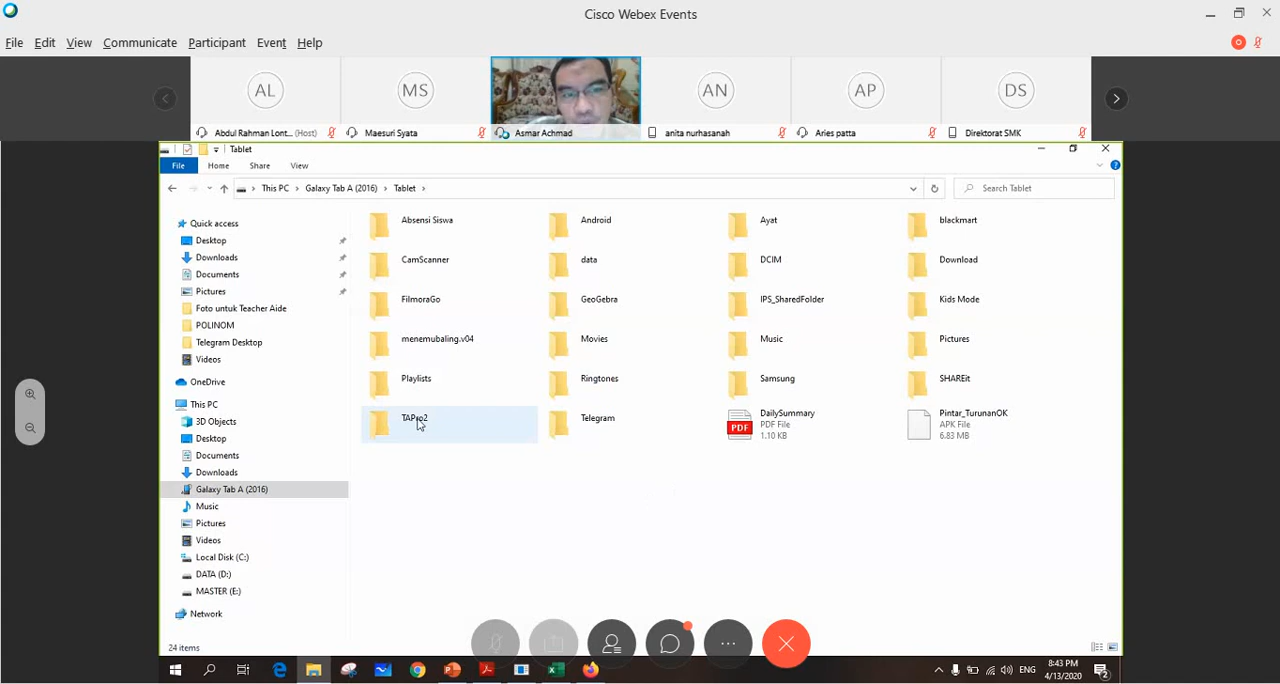 Cisco Webex Events
File Edit View Communicate Participant Event Help
AL MS AN AP DS
Abdul Rahman Lont... (Host) Maesuri Syata Asmar Achmad anita nurhasanah Aries patta Direktorat SMK
Tablet
File Home Share View
This PC > Galaxy Tab A (2016) > Tablet >
Search Tablet
Quick access
Desktop
Downloads
Documents
Pictures
Foto untuk Teacher Aide
POLINOM
Telegram Desktop
Videos
OneDrive
This PC
3D Objects
Desktop
Documents
Downloads
Galaxy Tab A (2016)
Music
Pictures
Videos
Local Disk (C:)
DATA (D:)
MASTER (E:)
Network
Absensi Siswa Android Ayat blackmart
CamScanner data DCIM Download
FilmoraGo GeoGebra IPS_SharedFolder Kids Mode
menemubaling.v04 Movies Music Pictures
Playlists Ringtones Samsung SHAREit
TAPro2 Telegram
DailySummary
PDF
PDF File
1.10 KB
Pintar_TurunanOK
APK File
6.83 MB
24 items
ENG
8:43 PM
4/13/2020
2